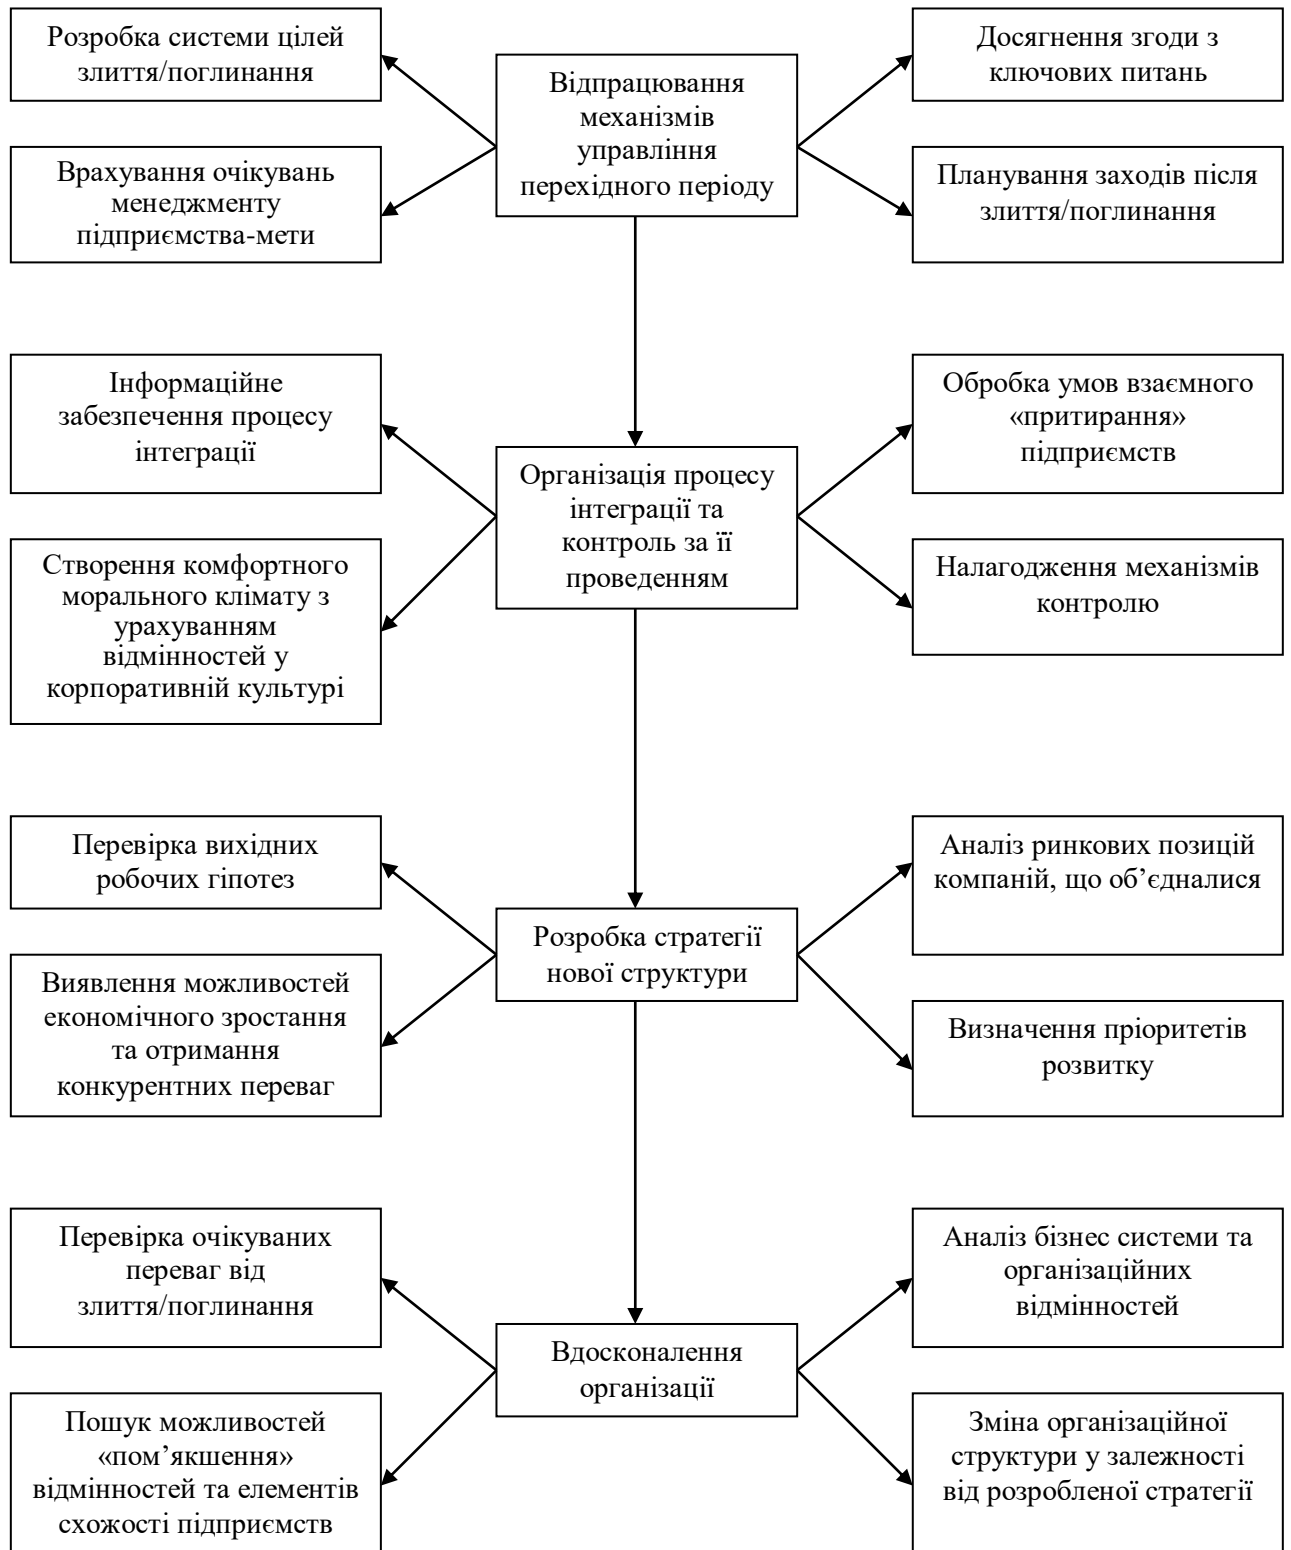 Розробка системи цілей
злиття/поглинання
Відпрацювання
механізмів
управління
перехідного періоду
Досягнення згоди з
ключових питань
Врахування очікувань
менеджменту
підприємства-мети
Планування заходів після
злиття/поглинання
Інформаційне
забезпечення процесу
інтеграції
Організація процесу
інтеграції та
контроль за її
проведенням
Обробка умов взаємного
«притирання»
підприємств
Створення комфортного
морального клімату з
урахуванням
відмінностей у
корпоративній культурі
Налагодження механізмів
контролю
Перевірка вихідних
робочих гіпотез
Розробка стратегії
нової структури
Аналіз ринкових позицій
компаній, що об’єдналися
Виявлення можливостей
економічного зростання
та отримання
конкурентних переваг
Визначення пріоритетів
розвитку
Перевірка очікуваних
переваг від
злиття/поглинання
Вдосконалення
організації
Аналіз бізнес системи та
організаційних
відмінностей
Пошук можливостей
«пом’якшення»
відмінностей та елементів
схожості підприємств
Зміна організаційної
структури у залежності
від розробленої стратегії